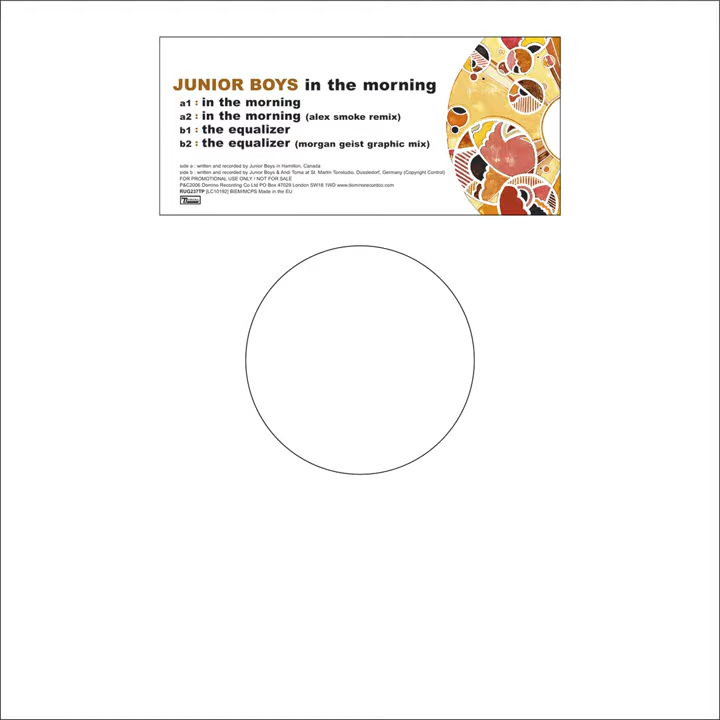 JUNIOR BOYS in the morning
a1 : in the morning
a2 : in the morning (alex smoke remix)
b1 : the equalizer
b2 : the equalizer (morgan geist graphic mix)
side a : written and recorded by Junior Boys in Hamilton, Canada
side b : written and recorded by Junior Boys & Andi Toma at St. Martin Tonstudio, Dusseldorf, Germany (Copyright Control)
FOR PROMOTIONAL USE ONLY / NOT FOR SALE
P&C2006 Domino Recording Co Ltd PO Box 47029 London SW18 1WD www.dominorecordco.com
RUG237TP [LC10192] BIEM/MCPS Made in the EU